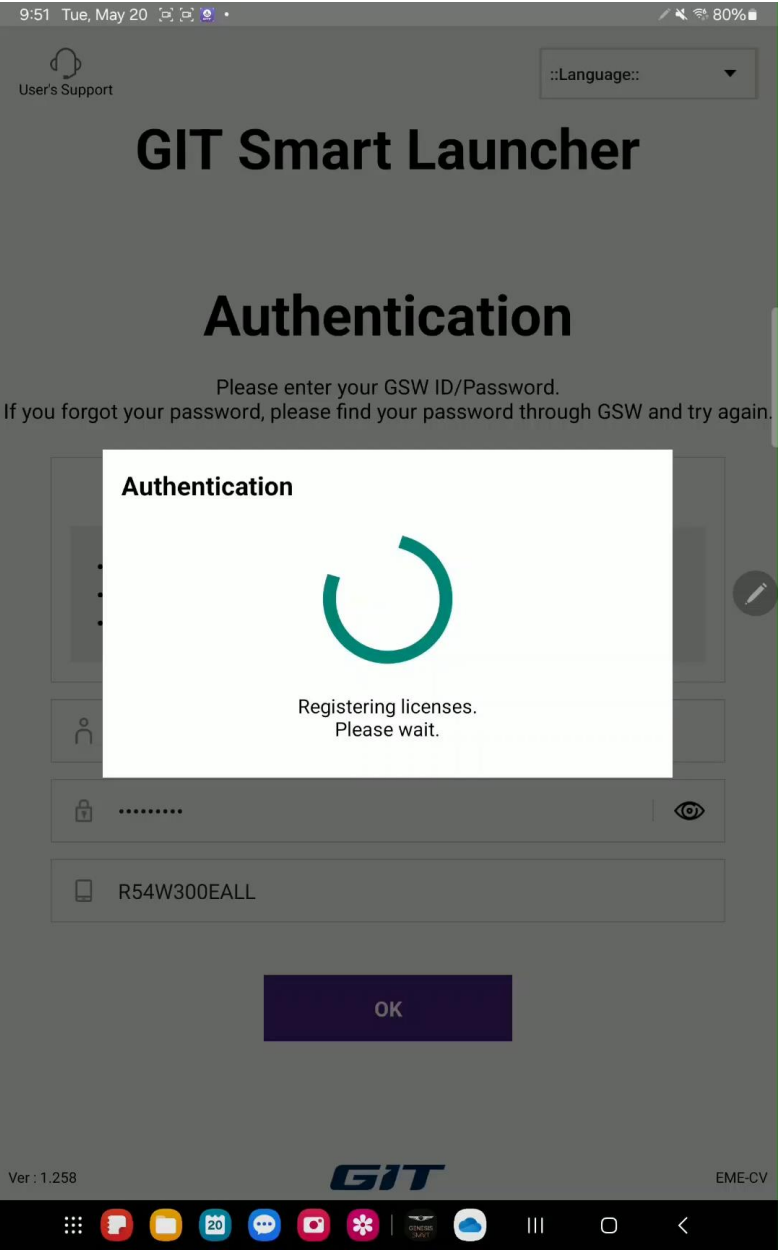 9:51 Tue, May 20
80%
User's Support
::Language::
GIT Smart Launcher
Authentication
Please enter your GSW ID/Password.
If you forgot your password, please find your password through GSW and try again.
Authentication
Registering licenses.
Please wait.
•••••••••
R54W300EALL
OK
Ver : 1.258
GIT
EME-CV
20
GENESIS